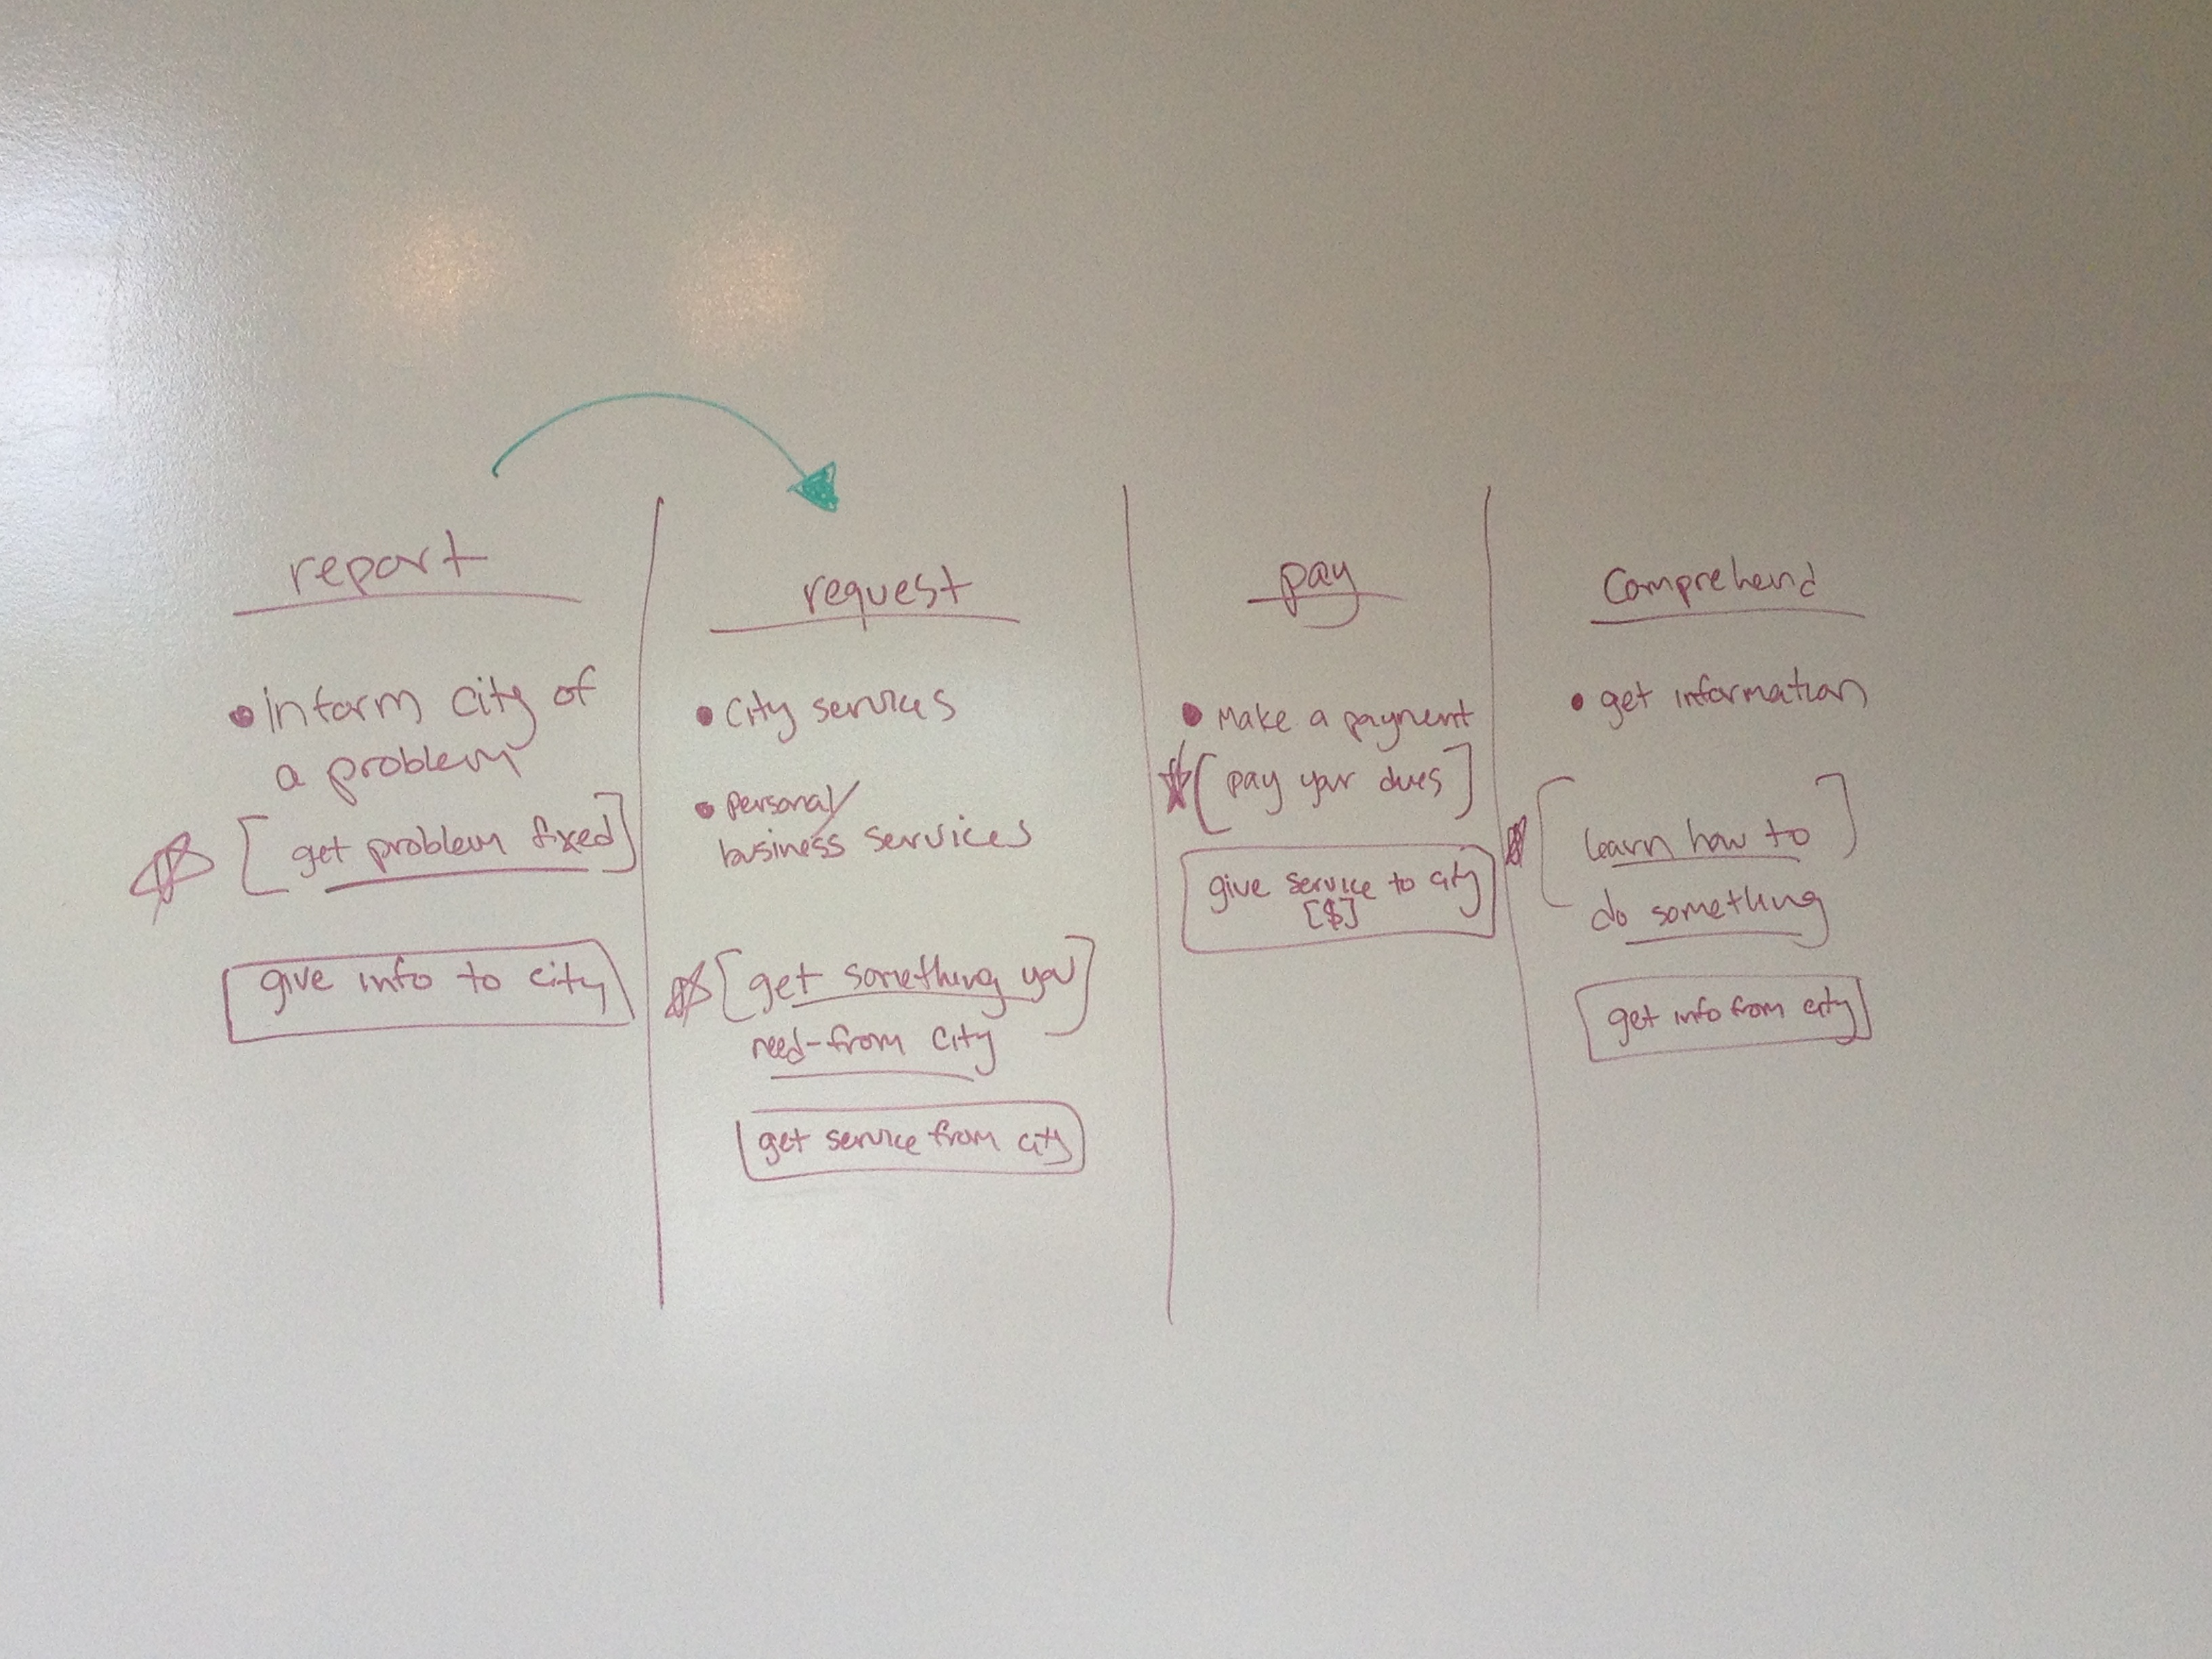 report
• Inform city of
a problem
[get problem fixed]
give info to city
request
• City services
• personal/
business services
[get something you
need-from city]
get service from city
pay
• Make a payment
[pay your dues]
give service to city
[$]
Comprehend
• get information
[learn how to]
do something
get info from city